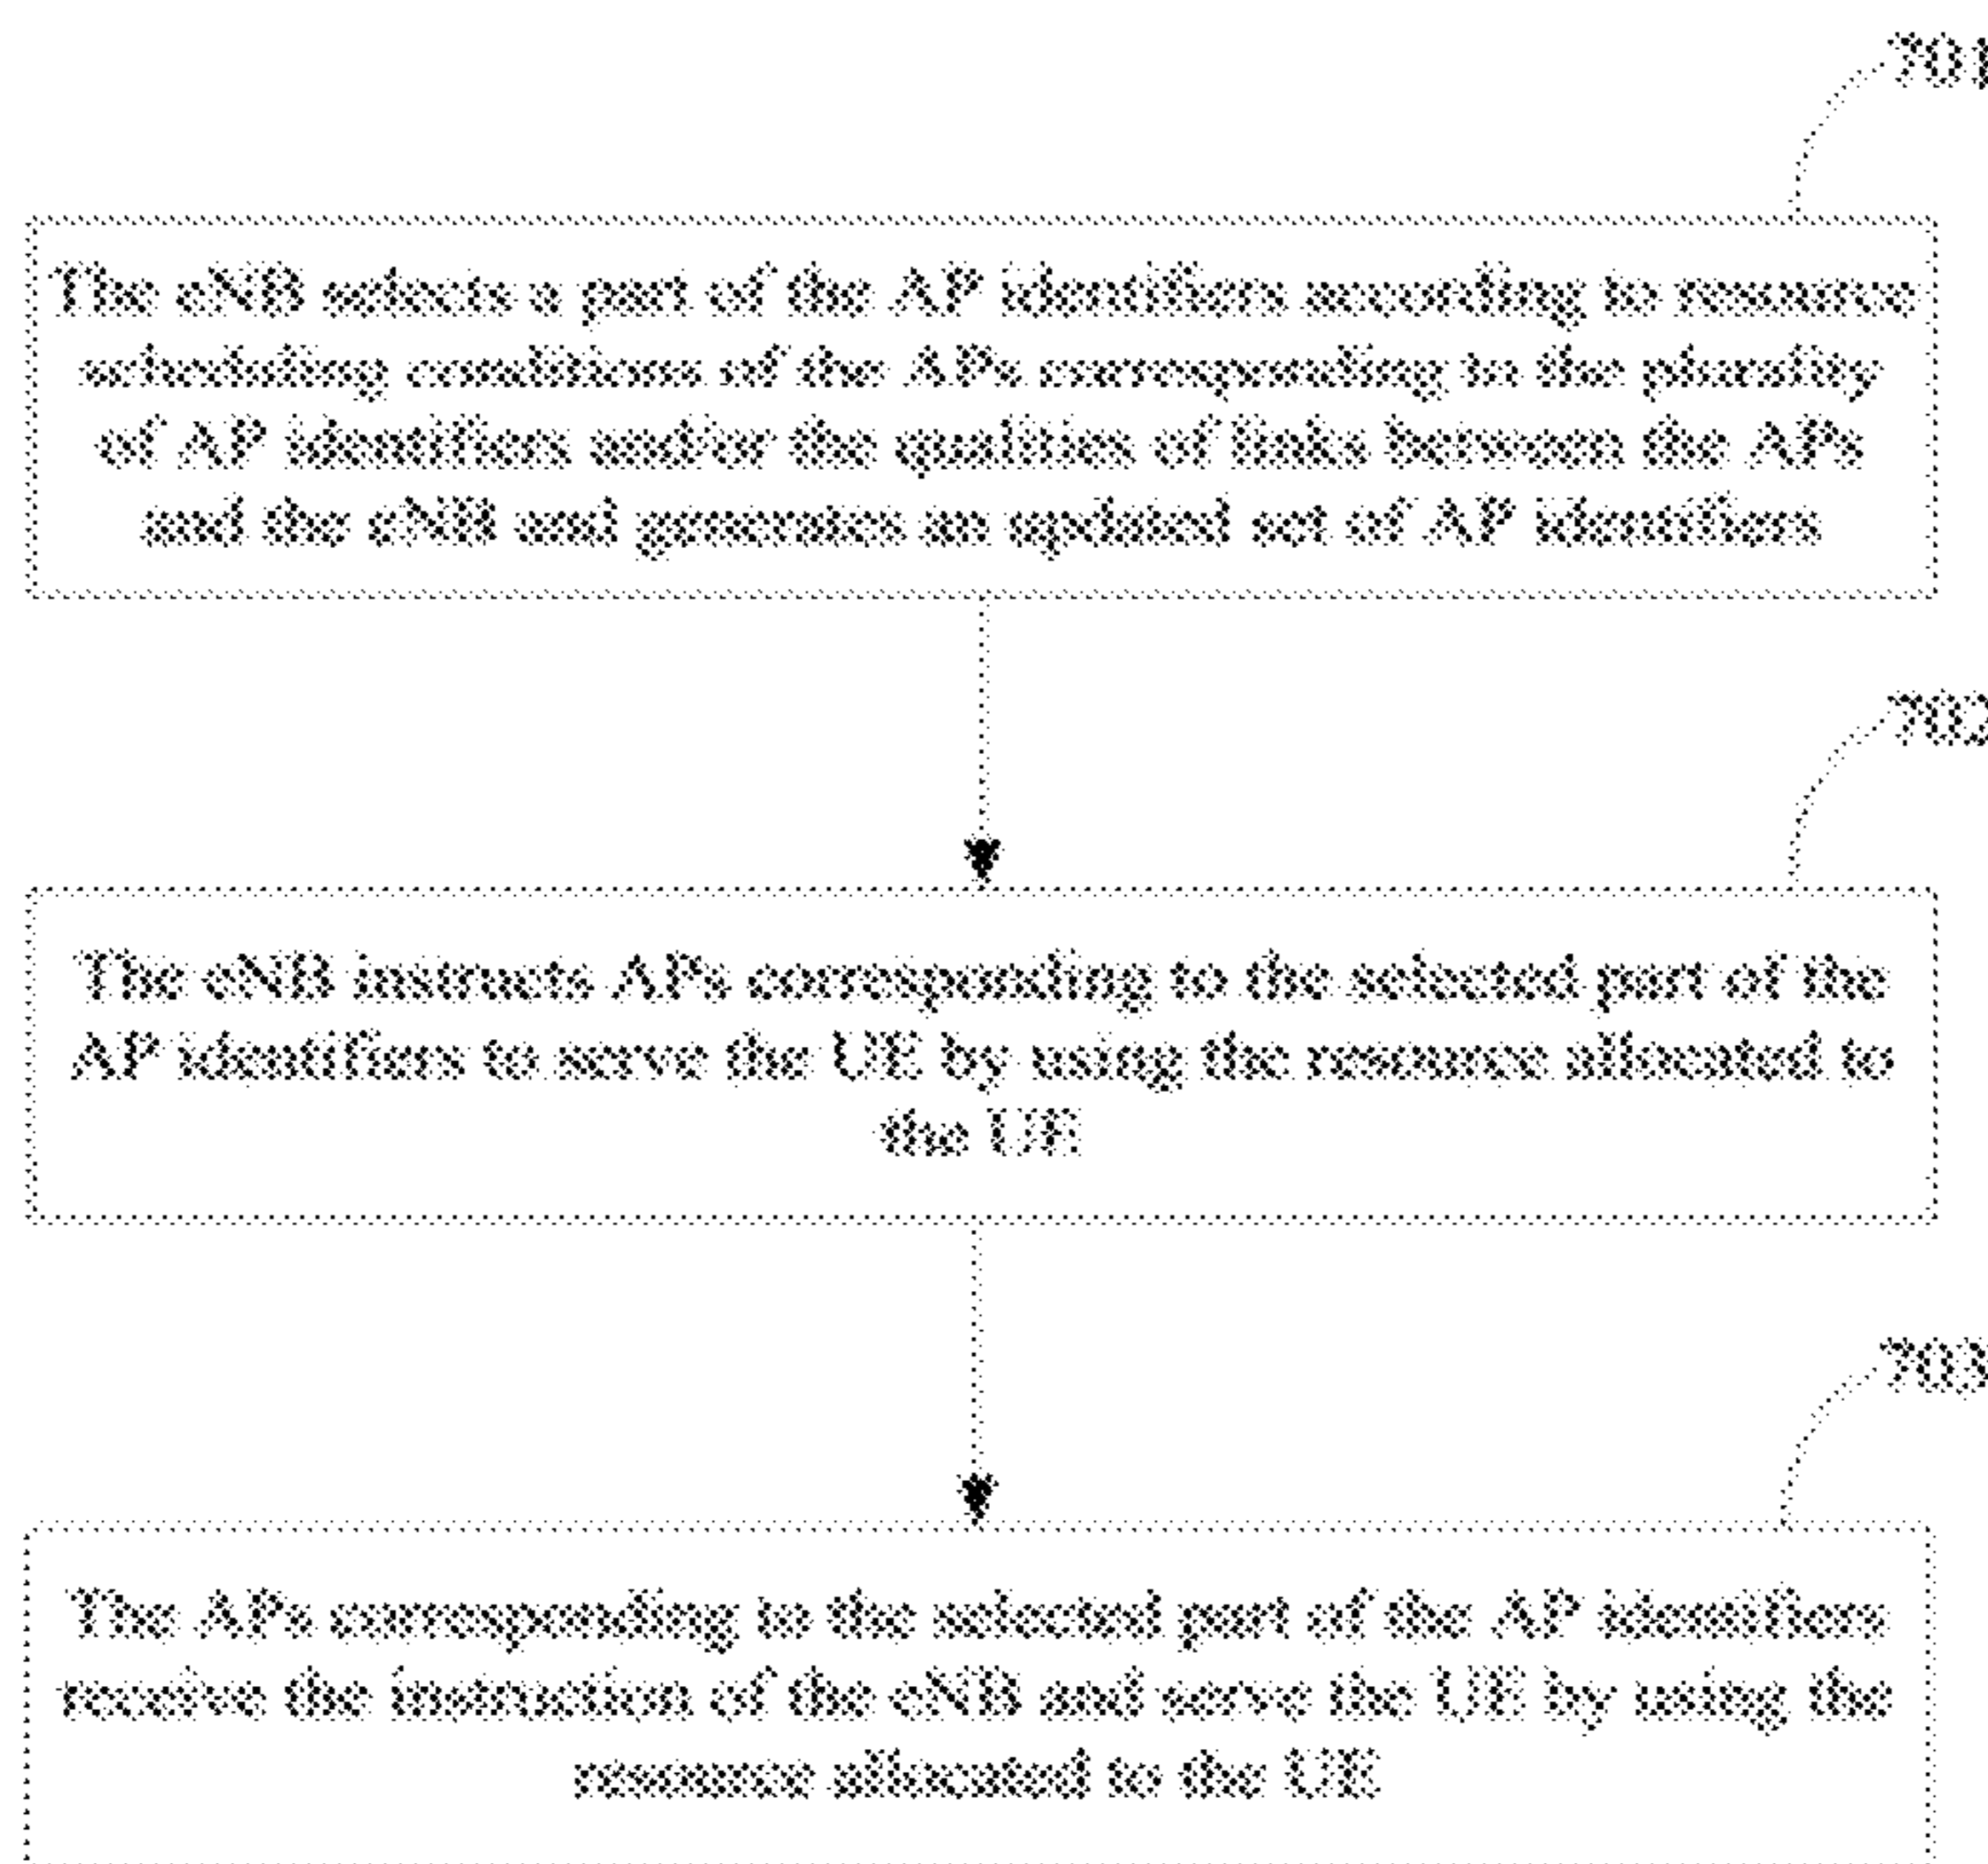 701
The eNB selects a part of the AP identifiers according to resource
scheduling conditions of the APs corresponding to the plurality
of AP identifiers and/or the qualities of links between the APs
and the eNB and generates an updated set of AP identifiers
702
The eNB instructs APs corresponding to the selected part of the
AP identifiers to serve the UE by using the resource allocated to
the UE
703
The APs corresponding to the selected part of the AP identifiers
receive the instruction of the eNB and serve the UE by using the
resource allocated to the UE